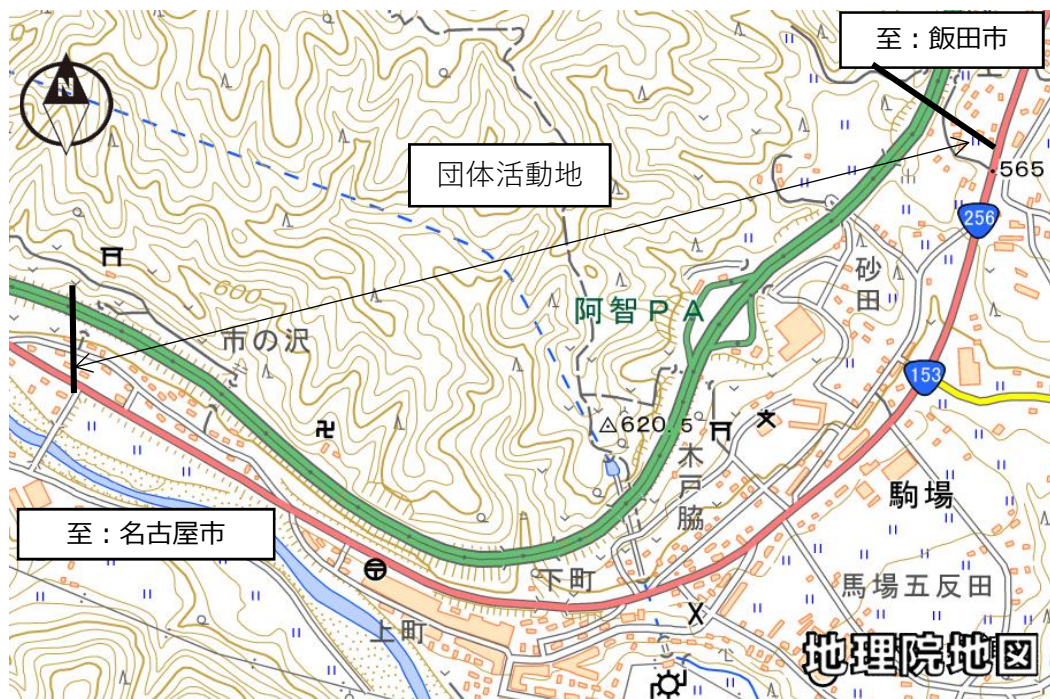 至：飯田市
N
団体活動地
565
256
砂田
阿智PA
600
市の沢
153
620.5
木戸脇
駒場
至：名古屋市
下町
馬場五反田
上町
地理院地図